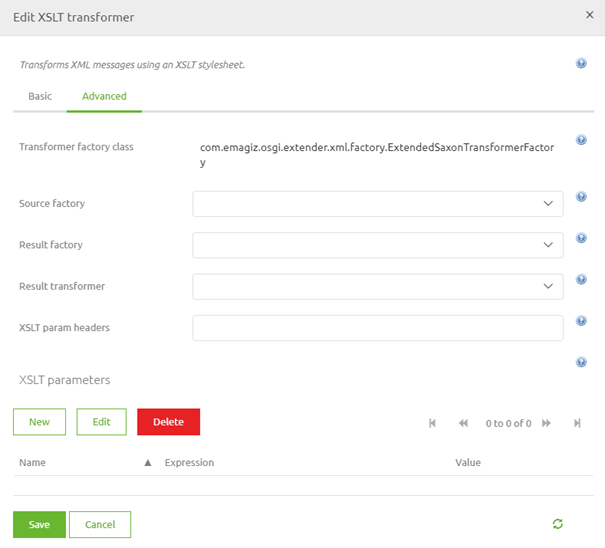 Edit XSLT transformer
×
Transforms XML messages using an XSLT stylesheet.
Basic
Advanced
Transformer factory class
com.emagiz.osgi.extender.xml.factory.ExtendedSaxonTransformerFactor
y
Source factory
Result factory
Result transformer
XSLT param headers
XSLT parameters
New
Edit
Delete
0 to 0 of 0
Name
Expression
Value
Save
Cancel